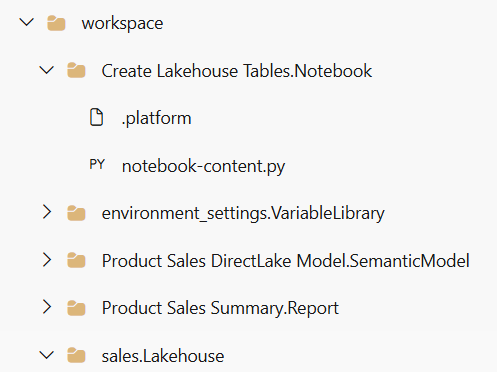 workspace
Create Lakehouse Tables.Notebook
.platform
PY notebook-content.py
environment_settings.VariableLibrary
Product Sales DirectLake Model.SemanticModel
Product Sales Summary.Report
sales.Lakehouse